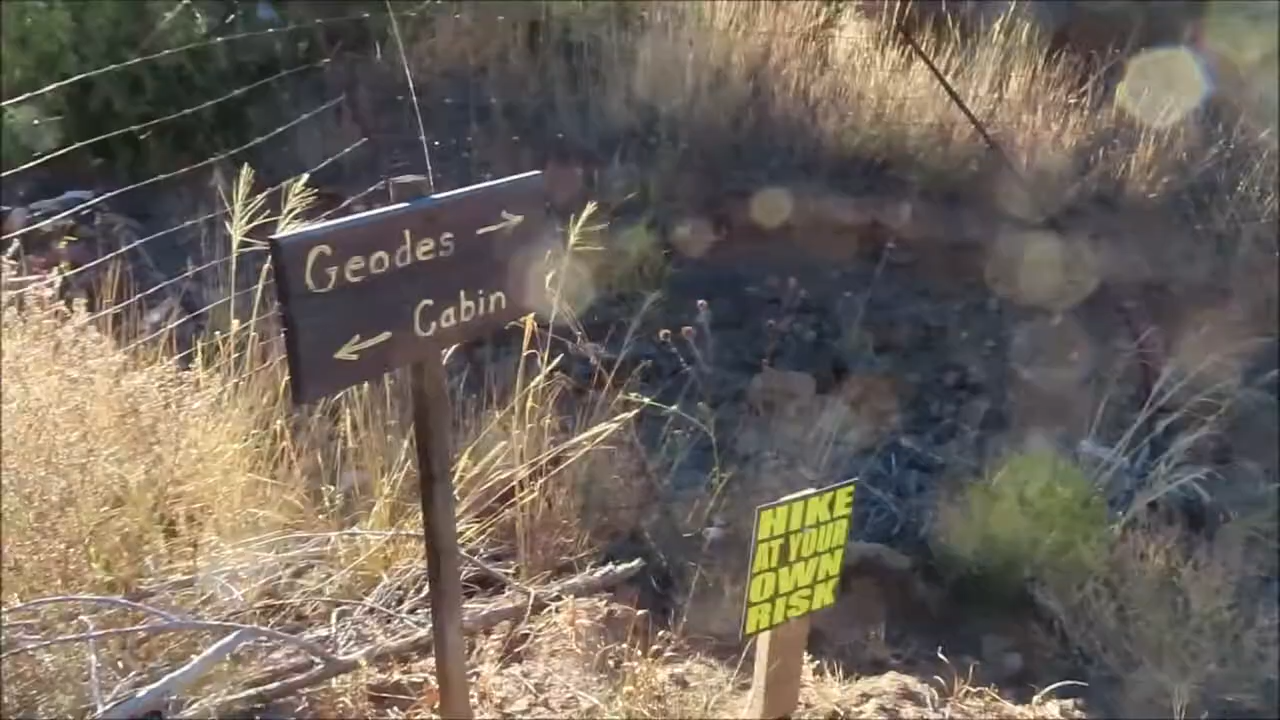 Geodes →
← Cabin
HIKE
AT YOUR
OWN
RISK